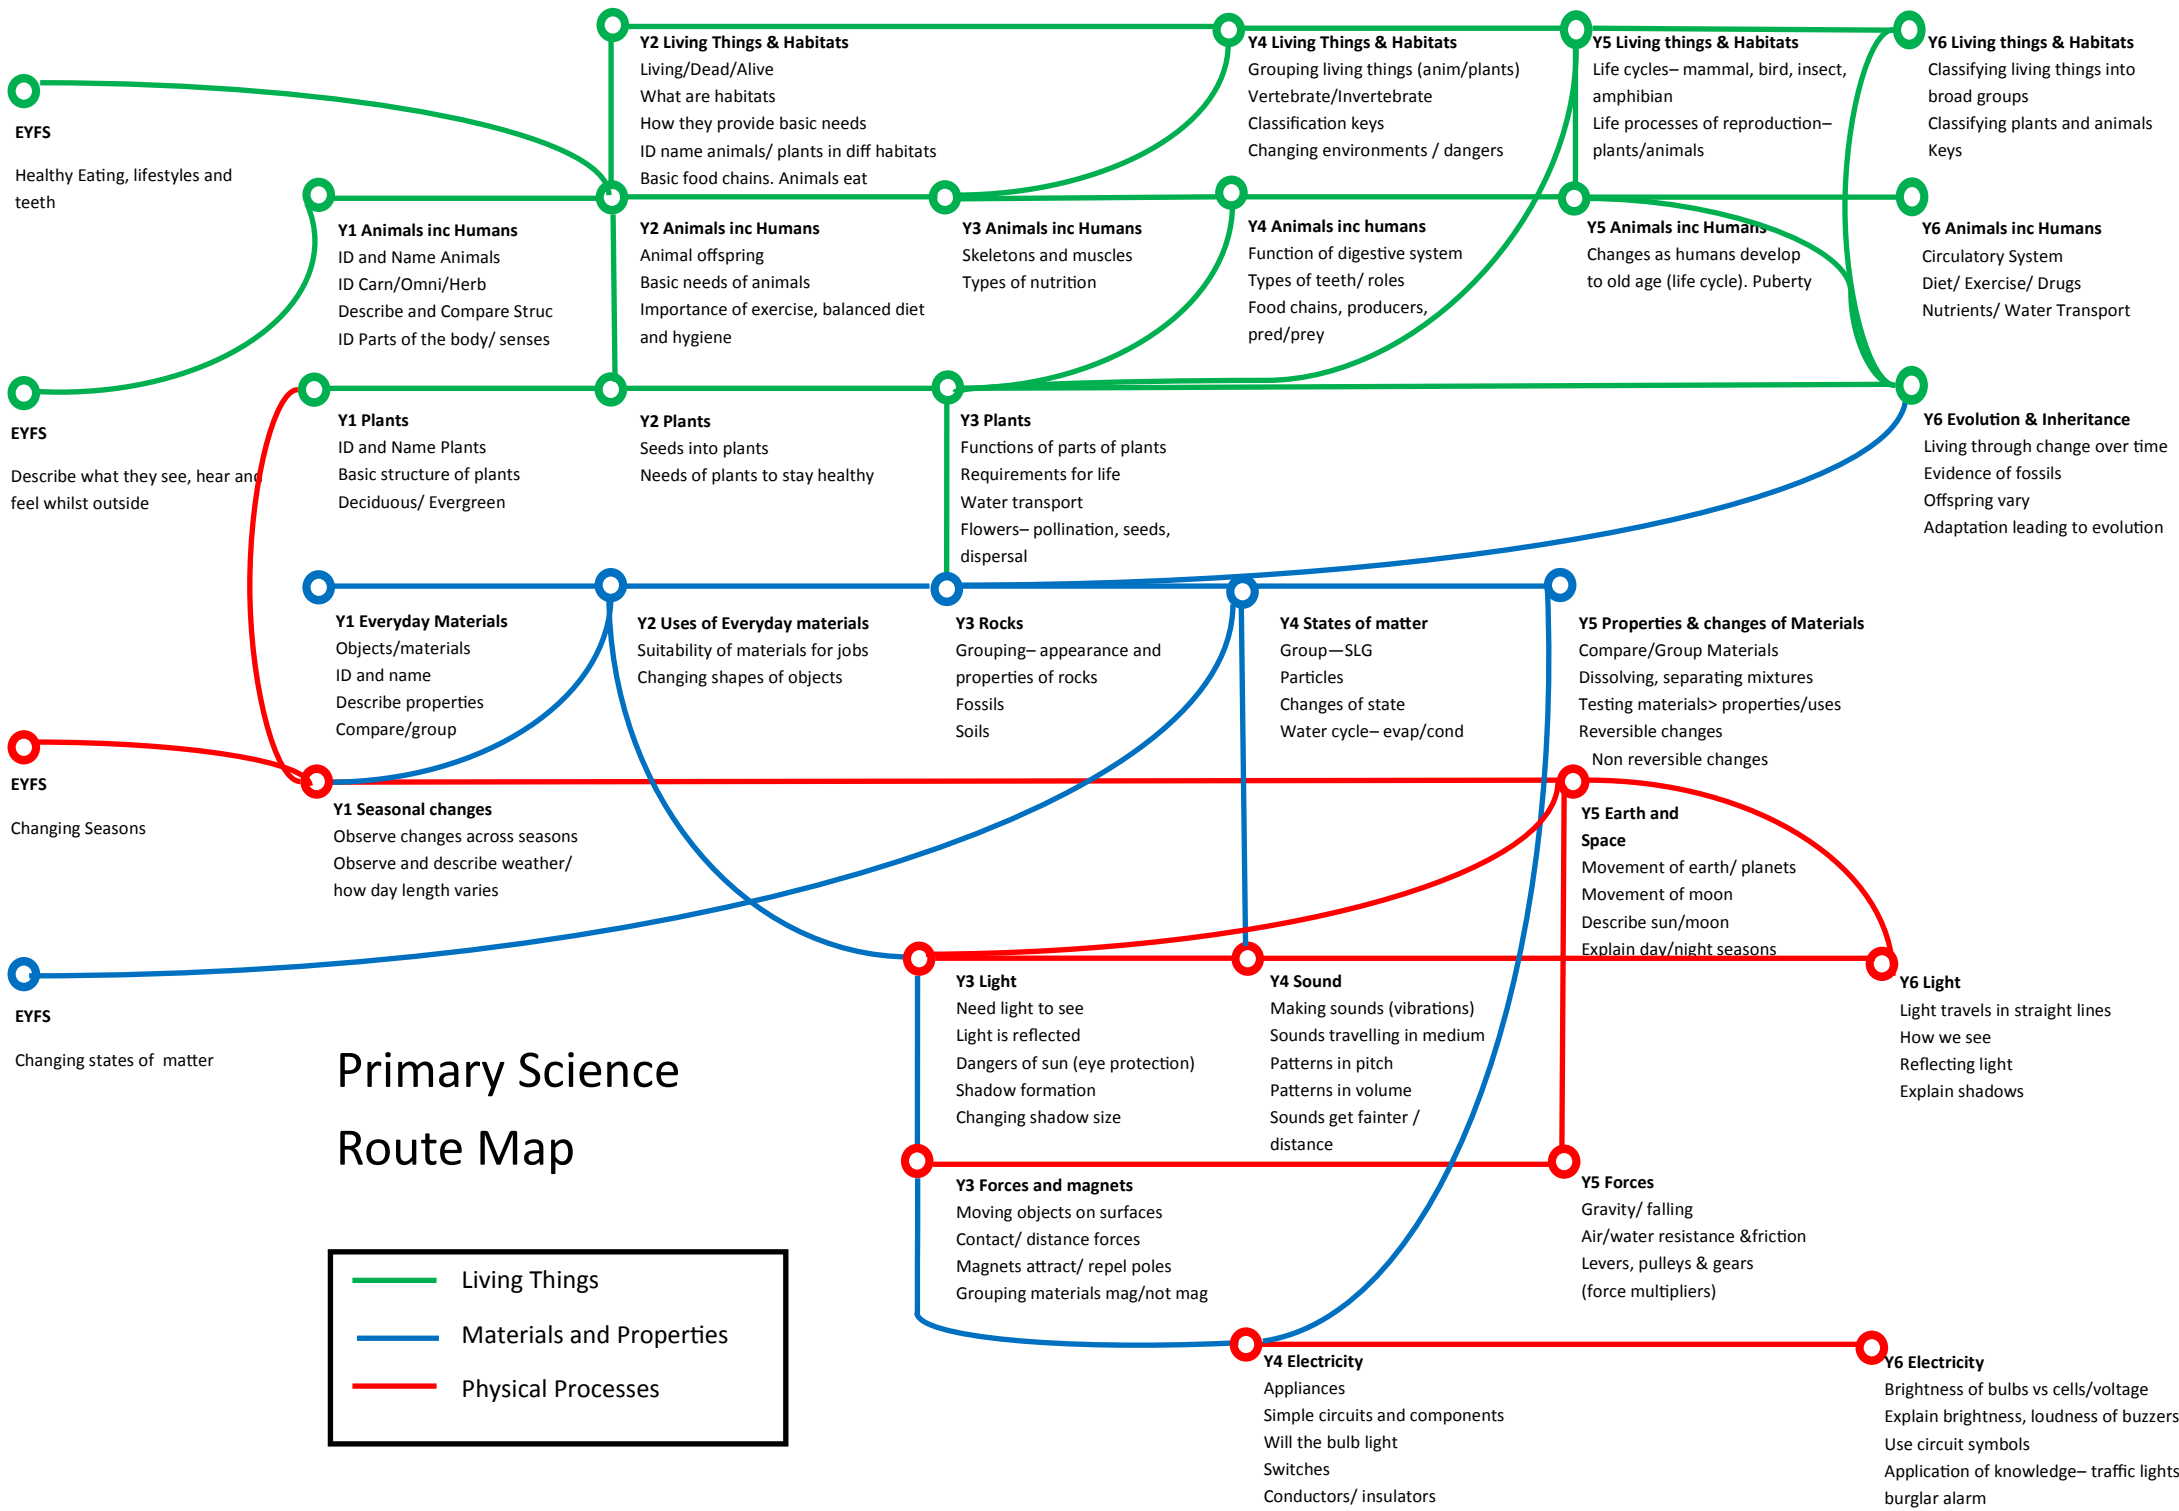 Y2 Living Things & Habitats
Living/Dead/Alive
What are habitats
How they provide basic needs
ID name animals/ plants in diff habitats
Basic food chains. Animals eat
Y4 Living Things & Habitats
Grouping living things (anim/plants)
Vertebrate/Invertebrate
Classification keys
Changing environments / dangers
Y5 Living things & Habitats
Life cycles– mammal, bird, insect,
amphibian
Life processes of reproduction–
plants/animals
Y6 Living things & Habitats
Classifying living things into
broad groups
Classifying plants and animals
Keys
EYFS
Healthy Eating, lifestyles and
teeth
Y1 Animals inc Humans
ID and Name Animals
ID Carn/Omni/Herb
Describe and Compare Struc
ID Parts of the body/ senses
Y2 Animals inc Humans
Animal offspring
Basic needs of animals
Importance of exercise, balanced diet
and hygiene
Y3 Animals inc Humans
Skeletons and muscles
Types of nutrition
Y4 Animals inc humans
Function of digestive system
Types of teeth/ roles
Food chains, producers,
pred/prey
Y5 Animals inc Humans
Changes as humans develop
to old age (life cycle). Puberty
Y6 Animals inc Humans
Circulatory System
Diet/ Exercise/ Drugs
Nutrients/ Water Transport
EYFS
Describe what they see, hear and
feel whilst outside
Y1 Plants
ID and Name Plants
Basic structure of plants
Deciduous/ Evergreen
Y2 Plants
Seeds into plants
Needs of plants to stay healthy
Y3 Plants
Functions of parts of plants
Requirements for life
Water transport
Flowers– pollination, seeds,
dispersal
Y6 Evolution & Inheritance
Living through change over time
Evidence of fossils
Offspring vary
Adaptation leading to evolution
Y1 Everyday Materials
Objects/materials
ID and name
Describe properties
Compare/group
Y2 Uses of Everyday materials
Suitability of materials for jobs
Changing shapes of objects
Y3 Rocks
Grouping– appearance and
properties of rocks
Fossils
Soils
Y4 States of matter
Group—SLG
Particles
Changes of state
Water cycle– evap/cond
Y5 Properties & changes of Materials
Compare/Group Materials
Dissolving, separating mixtures
Testing materials> properties/uses
Reversible changes
Non reversible changes
EYFS
Changing Seasons
Y1 Seasonal changes
Observe changes across seasons
Observe and describe weather/
how day length varies
Y5 Earth and
Space
Movement of earth/ planets
Movement of moon
Describe sun/moon
Explain day/night seasons
EYFS
Changing states of matter
Y3 Light
Need light to see
Light is reflected
Dangers of sun (eye protection)
Shadow formation
Changing shadow size
Y4 Sound
Making sounds (vibrations)
Sounds travelling in medium
Patterns in pitch
Patterns in volume
Sounds get fainter /
distance
Y6 Light
Light travels in straight lines
How we see
Reflecting light
Explain shadows
Primary Science
Route Map
Y3 Forces and magnets
Moving objects on surfaces
Contact/ distance forces
Magnets attract/ repel poles
Grouping materials mag/not mag
Y5 Forces
Gravity/ falling
Air/water resistance &friction
Levers, pulleys & gears
(force multipliers)
Living Things
Materials and Properties
Physical Processes
Y4 Electricity
Appliances
Simple circuits and components
Will the bulb light
Switches
Conductors/ insulators
Y6 Electricity
Brightness of bulbs vs cells/voltage
Explain brightness, loudness of buzzers
Use circuit symbols
Application of knowledge– traffic lights
burglar alarm